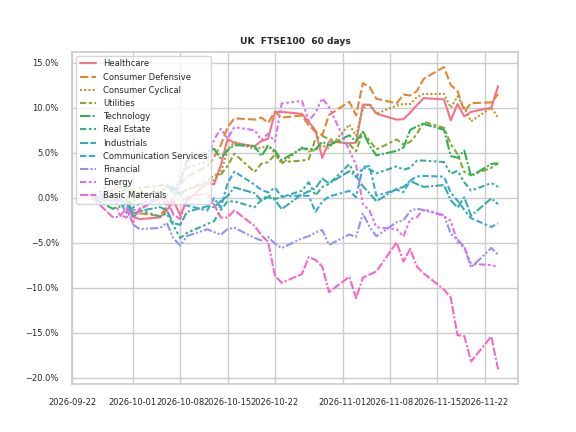 UK  FTSE100  60 days
15.0%
10.0%
5.0%
0.0%
−5.0%
−10.0%
−15.0%
−20.0%
Healthcare
Consumer Defensive
Consumer Cyclical
Utilities
Technology
Real Estate
Industrials
Communication Services
Financial
Energy
Basic Materials
2026-09-22 2026-10-01 2026-10-08 2026-10-15 2026-10-22 2026-11-01 2026-11-08 2026-11-15 2026-11-22